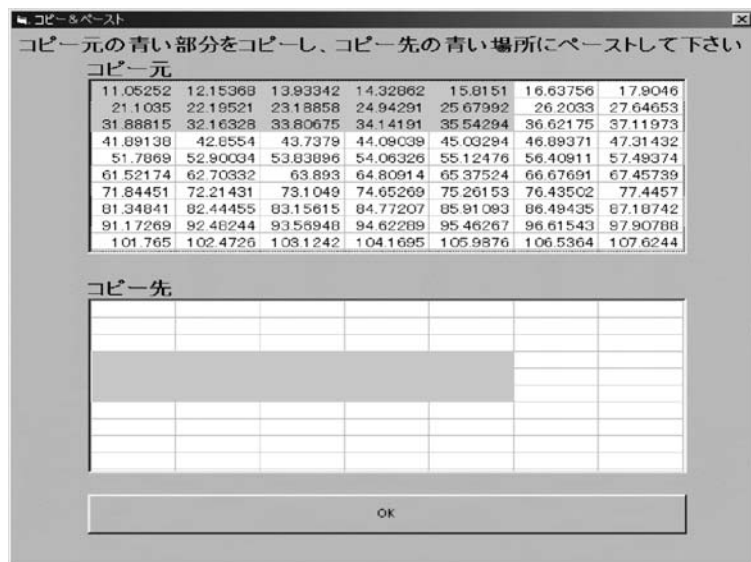 コピー&ペースト
コピー元の青い部分をコピーし、コピー先の青い場所にペーストして下さい
コピー元
11.05252 12.15368 13.93342 14.32862 15.8151 16.63756 17.9046
21.1035 22.19521 23.18858 24.94291 25.67992 26.2033 27.64653
31.88815 32.16328 33.80675 34.14191 35.54294 36.62175 37.11973
41.89138 42.8554 43.7379 44.09039 45.03294 46.89371 47.31432
51.7869 52.90034 53.83896 54.06326 55.12476 56.40911 57.49374
61.52174 62.70332 63.893 64.80914 65.37524 66.67691 67.45739
71.84451 72.21431 73.1049 74.65269 75.26153 76.43502 77.4457
81.34841 82.44455 83.15615 84.77207 85.91093 86.49435 87.18742
91.17269 92.48244 93.56948 94.62289 95.46267 96.61543 97.90788
101.765 102.4726 103.1242 104.1695 105.9876 106.5364 107.6244
コピー先
OK